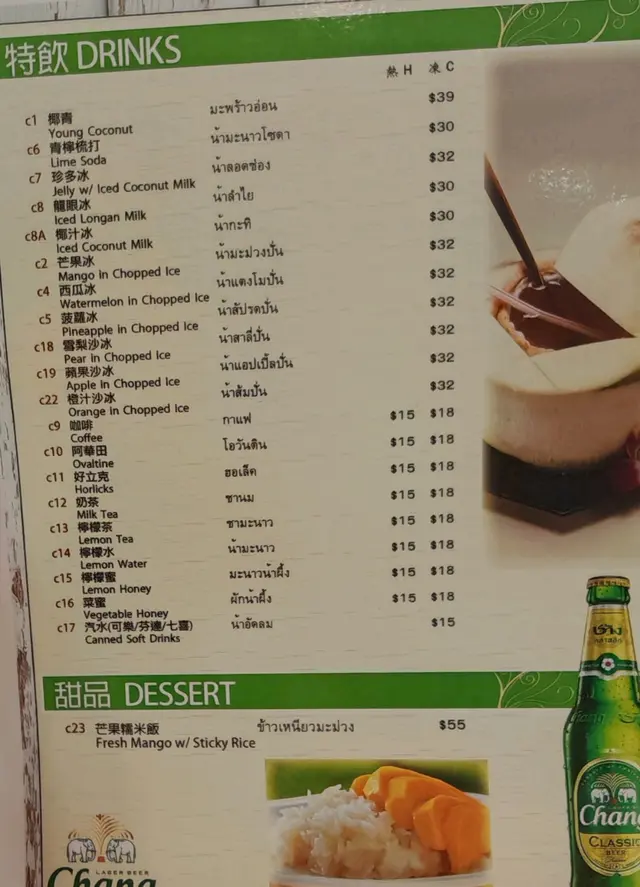 特飲 DRINKS
熱 H 凍 C
c1 椰青 มะพร้าวอ่อน $39
Young Coconut
c6 青檸梳打 น้ำมะนาวโซดา $30
Lime Soda
c7 珍多冰 น้ำลอดช่อง $32
Jelly w/ Iced Coconut Milk
c8 龍眼冰 น้ำลำไย $30
Iced Longan Milk
c8A 椰汁冰 น้ำกะทิ $30
Iced Coconut Milk
c2 芒果冰 น้ำมะม่วงปั่น $32
Mango in Chopped Ice
c4 西瓜冰 น้ำแตงโมปั่น $32
Watermelon in Chopped Ice
c5 菠蘿冰 น้ำสัปรดปั่น $32
Pineapple in Chopped Ice
c18 雪梨沙冰 น้ำสาลี่ปั่น $32
Pear in Chopped Ice
c19 蘋果沙冰 น้ำแอปเปิ้ลปั่น $32
Apple in Chopped Ice
c22 橙汁沙冰 น้ำส้มปั่น $32
Orange in Chopped Ice
c9 咖啡 กาแฟ $15 $18
Coffee
c10 阿華田 โอวันติน $15 $18
Ovaltine
c11 好立克 ฮอเล็ค $15 $18
Horlicks
c12 奶茶 ชานม $15 $18
Milk Tea
c13 檸檬茶 ชามะนาว $15 $18
Lemon Tea
c14 檸檬水 น้ำมะนาว $15 $18
Lemon Water
c15 檸檬蜜 มะนาวน้ำผึ้ง $15 $18
Lemon Honey
c16 菜蜜 ผักน้ำผึ้ง $15 $18
Vegetable Honey
c17 汽水(可樂/芬達/七喜) น้ำอัดลม $15
Canned Soft Drinks
甜品 DESSERT
c23 芒果糯米飯 ข้าวเหนียวมะม่วง $55
Fresh Mango w/ Sticky Rice
ช้าง
คลาสสิก
Chang
CLASSIC
BEER
LAGER BEER
Chang